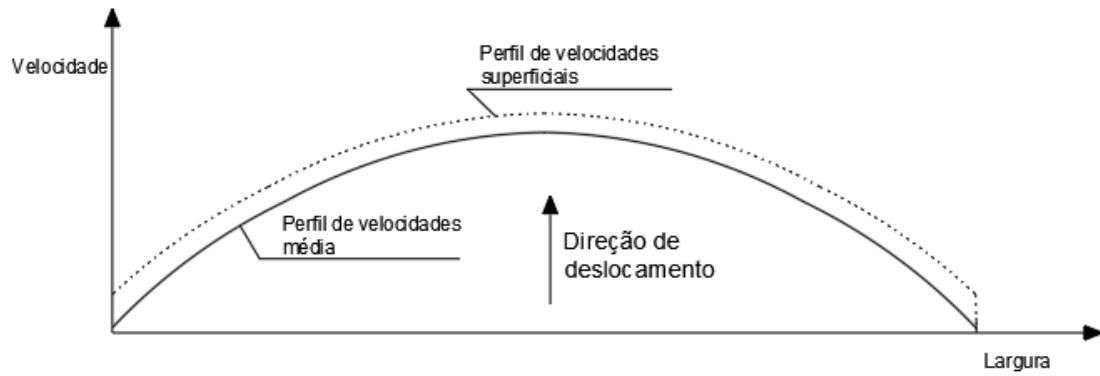 Velocidade
Perfil de velocidades
superficiais
Perfil de velocidades
média
Direção de
deslocamento
Largura